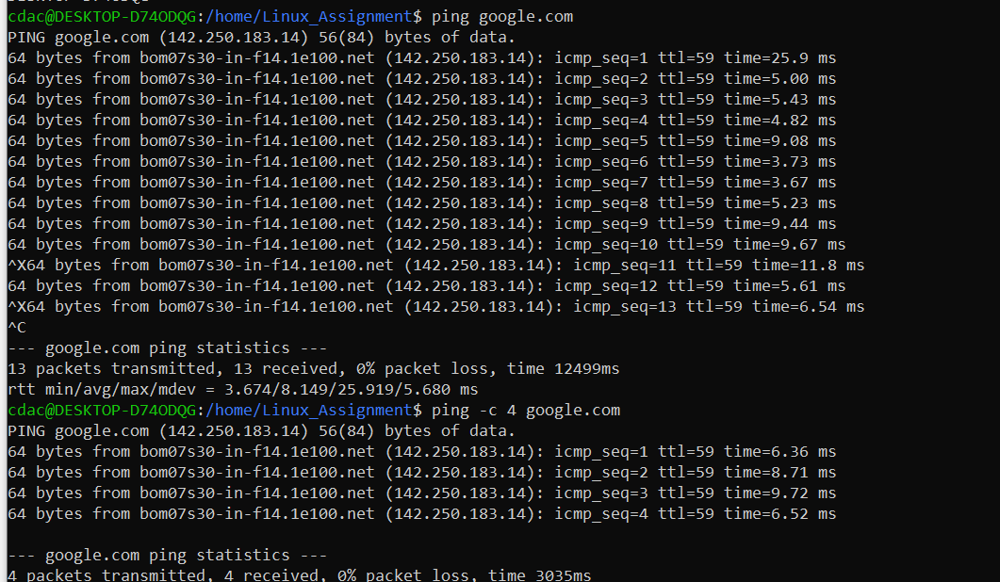 cdac@DESKTOP-D74ODQG:/home/Linux_Assignment$ ping google.com
PING google.com (142.250.183.14) 56(84) bytes of data.
64 bytes from bom07s30-in-f14.1e100.net (142.250.183.14): icmp_seq=1 ttl=59 time=25.9 ms
64 bytes from bom07s30-in-f14.1e100.net (142.250.183.14): icmp_seq=2 ttl=59 time=5.00 ms
64 bytes from bom07s30-in-f14.1e100.net (142.250.183.14): icmp_seq=3 ttl=59 time=5.43 ms
64 bytes from bom07s30-in-f14.1e100.net (142.250.183.14): icmp_seq=4 ttl=59 time=4.82 ms
64 bytes from bom07s30-in-f14.1e100.net (142.250.183.14): icmp_seq=5 ttl=59 time=9.08 ms
64 bytes from bom07s30-in-f14.1e100.net (142.250.183.14): icmp_seq=6 ttl=59 time=3.73 ms
64 bytes from bom07s30-in-f14.1e100.net (142.250.183.14): icmp_seq=7 ttl=59 time=3.67 ms
64 bytes from bom07s30-in-f14.1e100.net (142.250.183.14): icmp_seq=8 ttl=59 time=5.23 ms
64 bytes from bom07s30-in-f14.1e100.net (142.250.183.14): icmp_seq=9 ttl=59 time=9.44 ms
64 bytes from bom07s30-in-f14.1e100.net (142.250.183.14): icmp_seq=10 ttl=59 time=9.67 ms
^X64 bytes from bom07s30-in-f14.1e100.net (142.250.183.14): icmp_seq=11 ttl=59 time=11.8 ms
64 bytes from bom07s30-in-f14.1e100.net (142.250.183.14): icmp_seq=12 ttl=59 time=5.61 ms
^X64 bytes from bom07s30-in-f14.1e100.net (142.250.183.14): icmp_seq=13 ttl=59 time=6.54 ms
^C
--- google.com ping statistics ---
13 packets transmitted, 13 received, 0% packet loss, time 12499ms
rtt min/avg/max/mdev = 3.674/8.149/25.919/5.680 ms
cdac@DESKTOP-D74ODQG:/home/Linux_Assignment$ ping -c 4 google.com
PING google.com (142.250.183.14) 56(84) bytes of data.
64 bytes from bom07s30-in-f14.1e100.net (142.250.183.14): icmp_seq=1 ttl=59 time=6.36 ms
64 bytes from bom07s30-in-f14.1e100.net (142.250.183.14): icmp_seq=2 ttl=59 time=8.71 ms
64 bytes from bom07s30-in-f14.1e100.net (142.250.183.14): icmp_seq=3 ttl=59 time=9.72 ms
64 bytes from bom07s30-in-f14.1e100.net (142.250.183.14): icmp_seq=4 ttl=59 time=6.52 ms
--- google.com ping statistics ---
4 packets transmitted, 4 received, 0% packet loss, time 3035ms